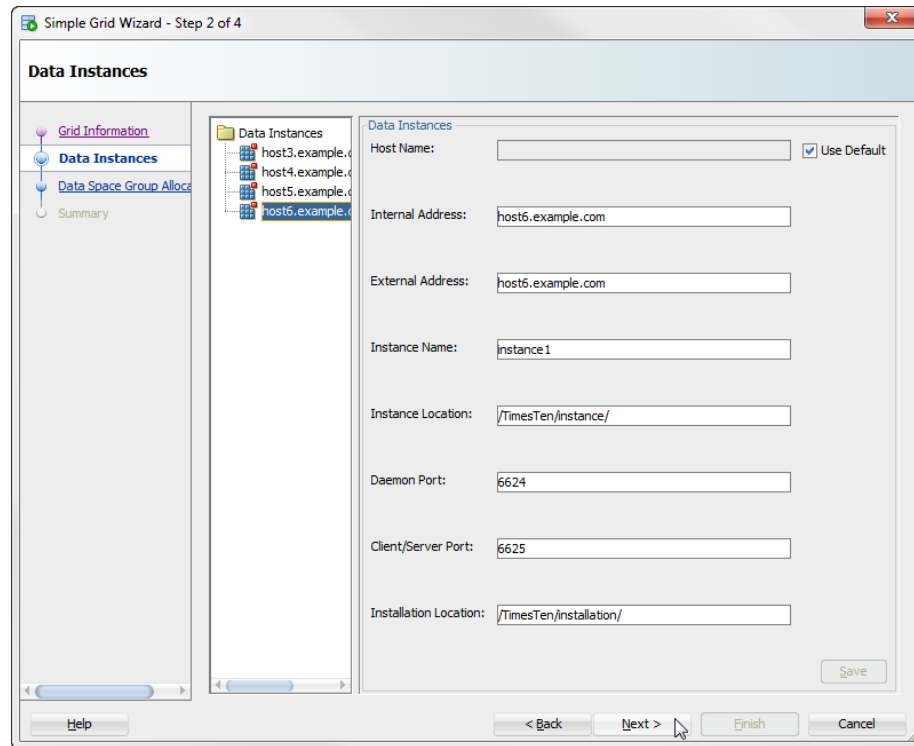 Simple Grid Wizard - Step 2 of 4
Data Instances
Grid Information
Data Instances
Data Space Group Alloca
Summary
Data Instances
host3.example.c
host4.example.c
host5.example.c
host6.example.c
Data Instances
Host Name:
Use Default
Internal Address: host6.example.com
External Address: host6.example.com
Instance Name: instance1
Instance Location: /TimesTen/instance/
Daemon Port: 6624
Client/Server Port: 6625
Installation Location: /TimesTen/installation/
Save
Help < Back Next > Finish Cancel